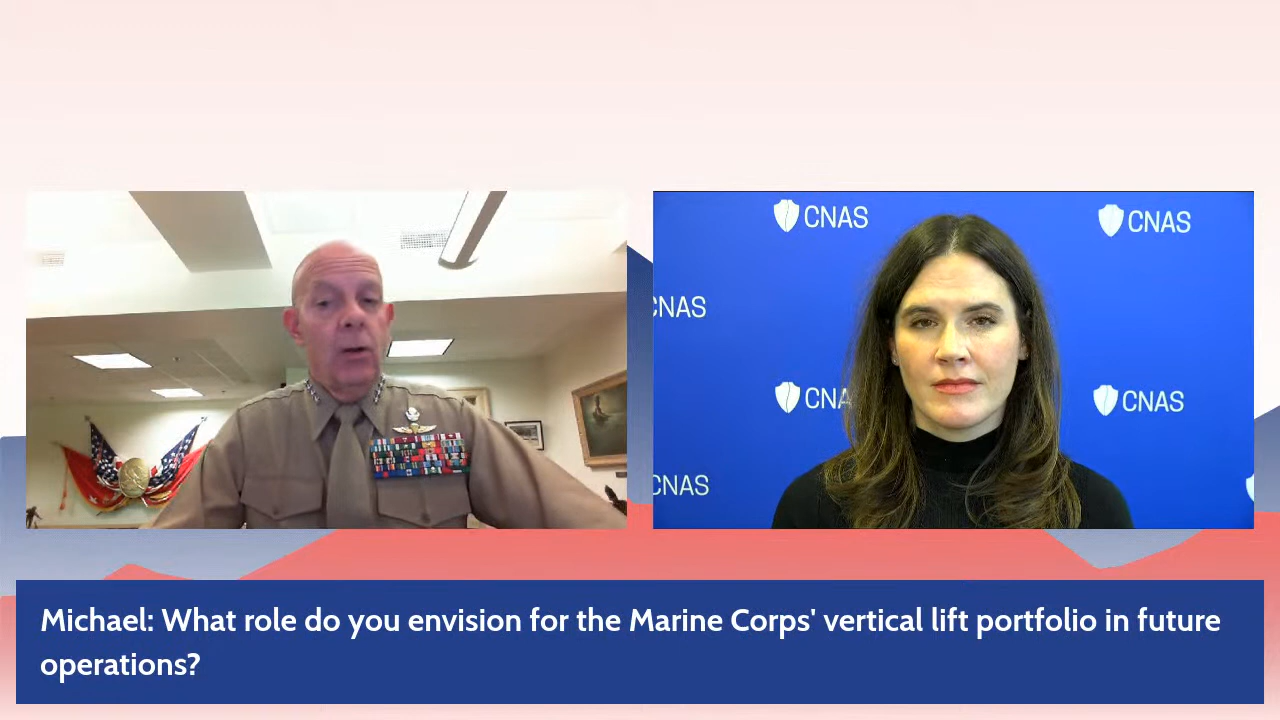 CNAS
CNAS
CNAS
CNA
CNAS
CNAS
Michael: What role do you envision for the Marine Corps' vertical lift portfolio in future
operations?